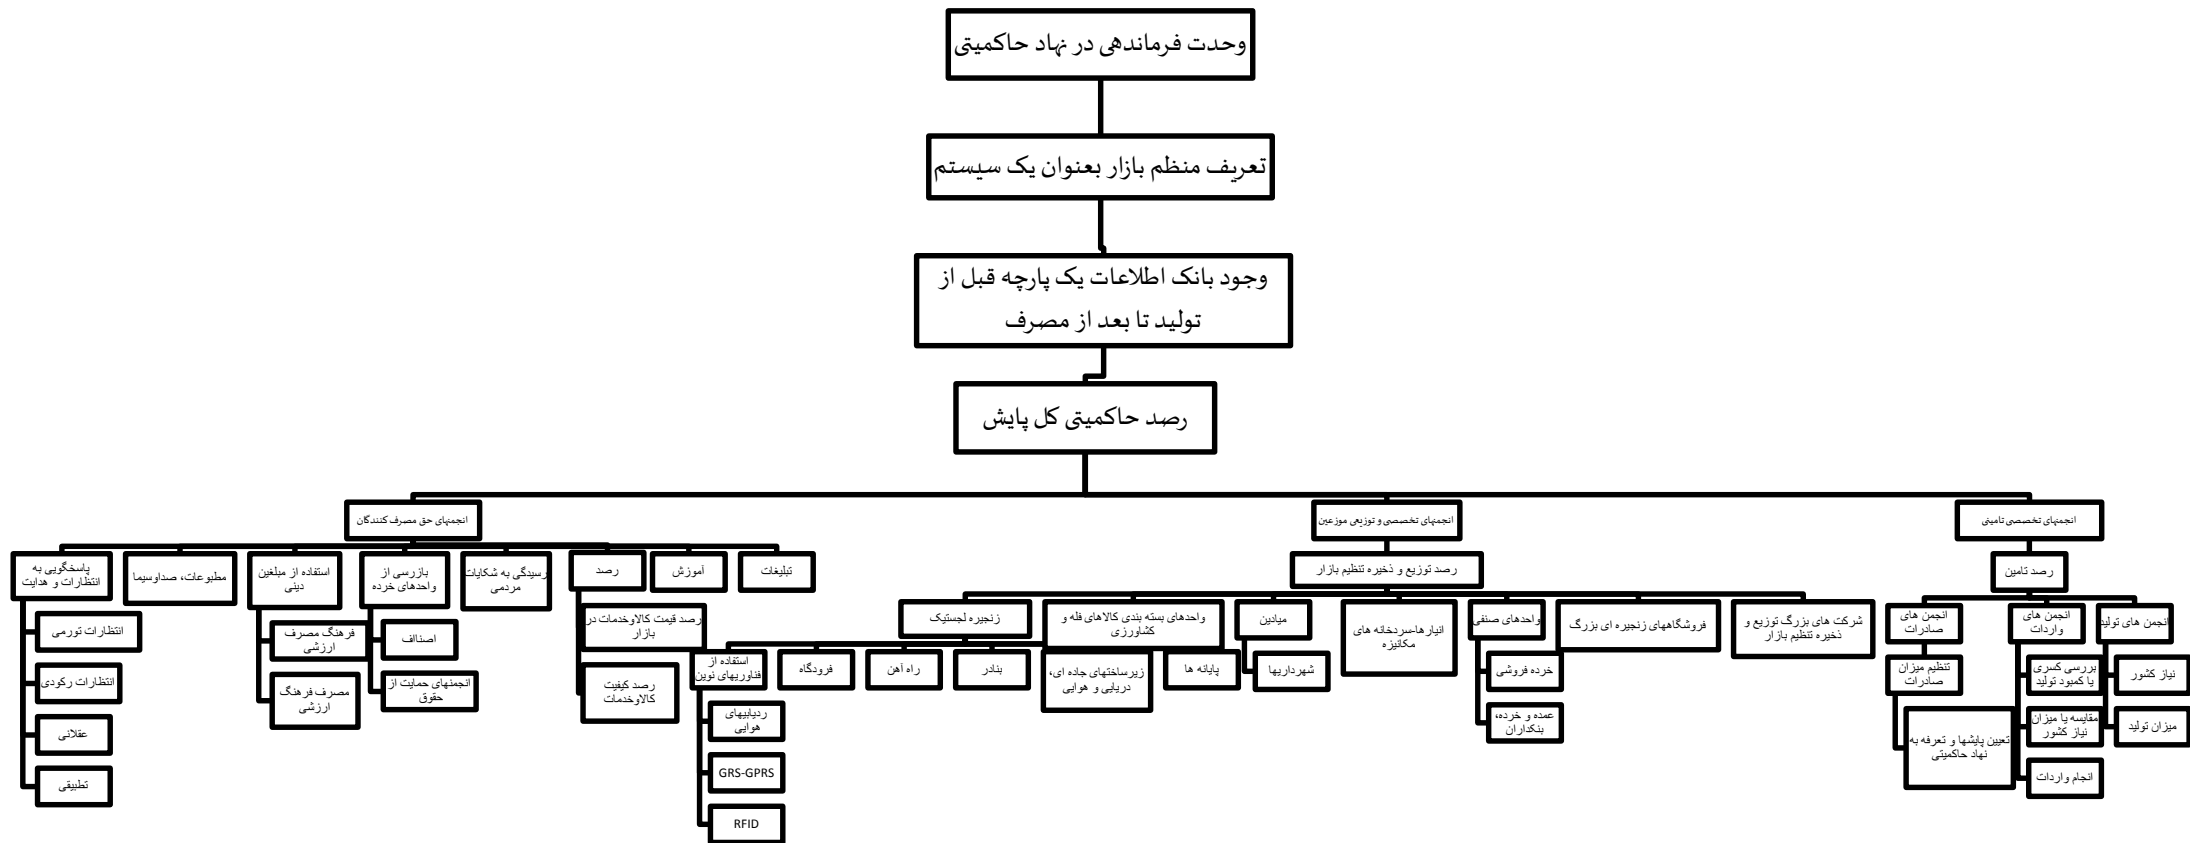 وحدت فرماندهی در نهاد حاکمیتی
تعریف منظم بازار بعنوان یک سیستم
وجود بانک اطلاعات یک پارچه قبل از
تولید تا بعد از مصرف
رصد حاکمیتی کل پایش
انجمنهای تخصصی تامینی
رصد تامین
انجمن های تولید
نیاز کشور
میزان تولید
انجمن های
واردات
بررسی کسری
یا کمبود تولید
مقایسه یا میزان
نیاز کشور
انجام واردات
انجمن های
صادرات
تنظیم میزان
صادرات
تعیین پایشها و تعرفه به
نهاد حاکمیتی
انجمنهای تخصصی و توزیعی موزعین
رصد توزیع و ذخیره تنظیم بازار
شرکت های بزرگ توزیع و
ذخیره تنظیم بازار
فروشگاههای زنجیره ای بزرگ
واحدهای صنفی
خرده فروشی
عمده و خرده،
بنکداران
انبارها-سردخانه های
مکانیزه
میادین
شهرداریها
واحدهای بسته بندی کالاهای فله و
کشاورزی
زنجیره لجستیک
پایانه ها
زیرساختهای جاده ای،
دریایی و هوایی
بنادر
راه آهن
فرودگاه
استفاده از
فناوریهای نوین
ردیابیهای
هوایی
GRS-GPRS
RFID
انجمنهای حق مصرف کنندگان
تبلیغات
آموزش
رصد
رصد قیمت کالاوخدمات در
بازار
رصد کیفیت
کالاوخدمات
رسیدگی به شکایات
مردمی
بازرسی از
واحدهای خرده
اصنااف
انجمنهای حمایت از
حقوق
استفاده از مبلغین
دینی
فرهنگ مصرف
ارزشی
مصرف فرهنگ
ارزشی
مطبوعات، صداوسیما
پاسخگویی به
انتظارات و هدایت
انتظارات تورمی
انتظارات رکودی
عقلانی
تطبیقی